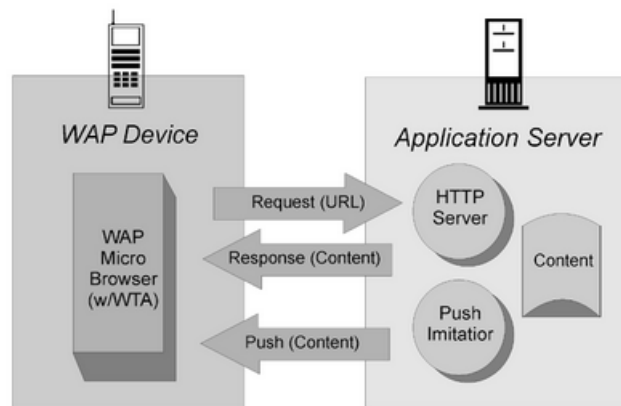 WAP Device
Application Server
Request (URL)
HTTP
Server
WAP
Micro
Browser
(w/WTA)
Response (Content)
Content
Push
Imitatior
Push (Content)